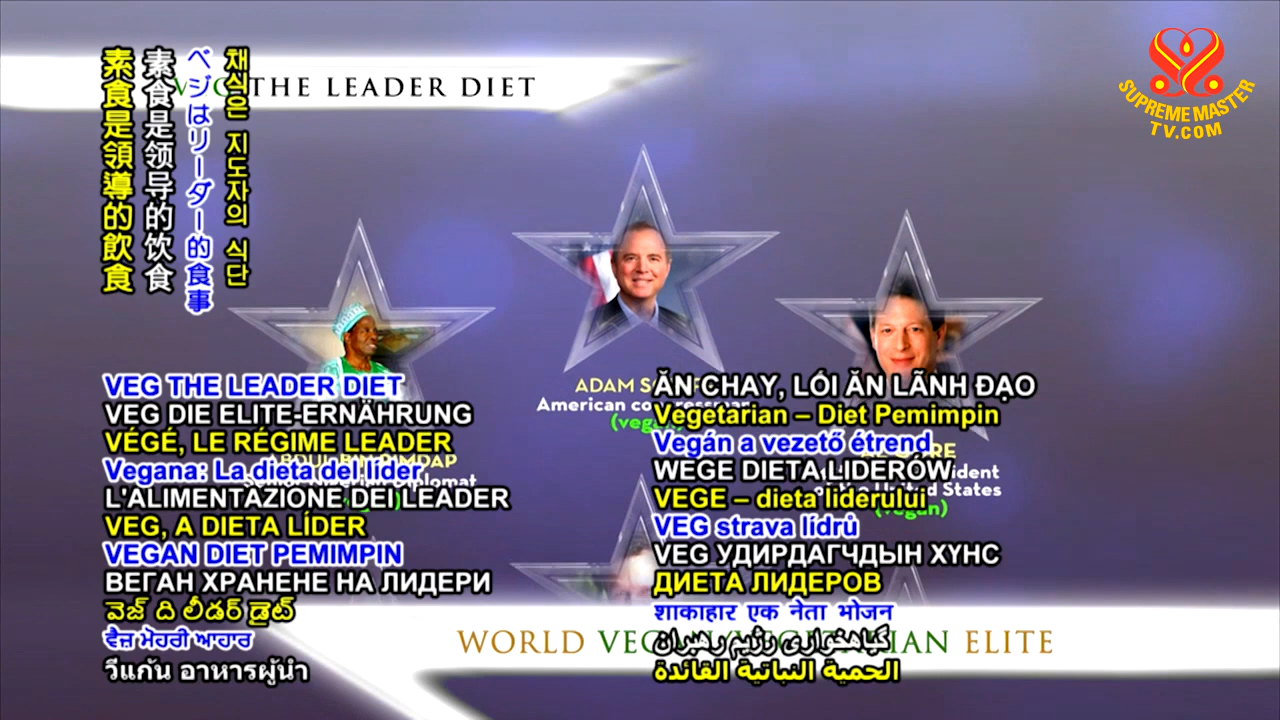 素食是領導的飲食
素食是领导的饮食
ベジはリーダー的食事
채식은 지도자의 식단
THE LEADER DIET
SUPREME MASTER
TV.COM
ADAM
American
VEG THE LEADER DIET
VEG DIE ELITE-ERNÄHRUNG
VÉGÉ, LE RÉGIME LEADER
Vegana: La dieta del líder
L'ALIMENTAZIONE DEI LEADER
VEG, A DIETA LÍDER
VEGAN DIET PEMIMPIN
ВЕГАН ХРАНЕНЕ НА ЛИДЕРИ
వెజ్ ది లీడర్ డైట్
ਵੈਜ਼ ਮੋਹਰੀ ਆਹਾਰ
วีแก้น อาหารผู้นำ
ĂN CHAY, LỐI ĂN LÃNH ĐẠO
Vegetarian – Diet Pemimpin
Vegán a vezető étrend
WEGE DIETA LIDERÓW
VEGE – dieta liderului
VEG strava lídrů
VEG УДИРДАГЧДЫН ХҮНС
ДИЕТА ЛИДЕРОВ
शाकाहार एक नेता भोजन
گیاهخواری رژیم رهبران
الحمية النباتية القائدة
States
(vegan)
WORLD ELITE